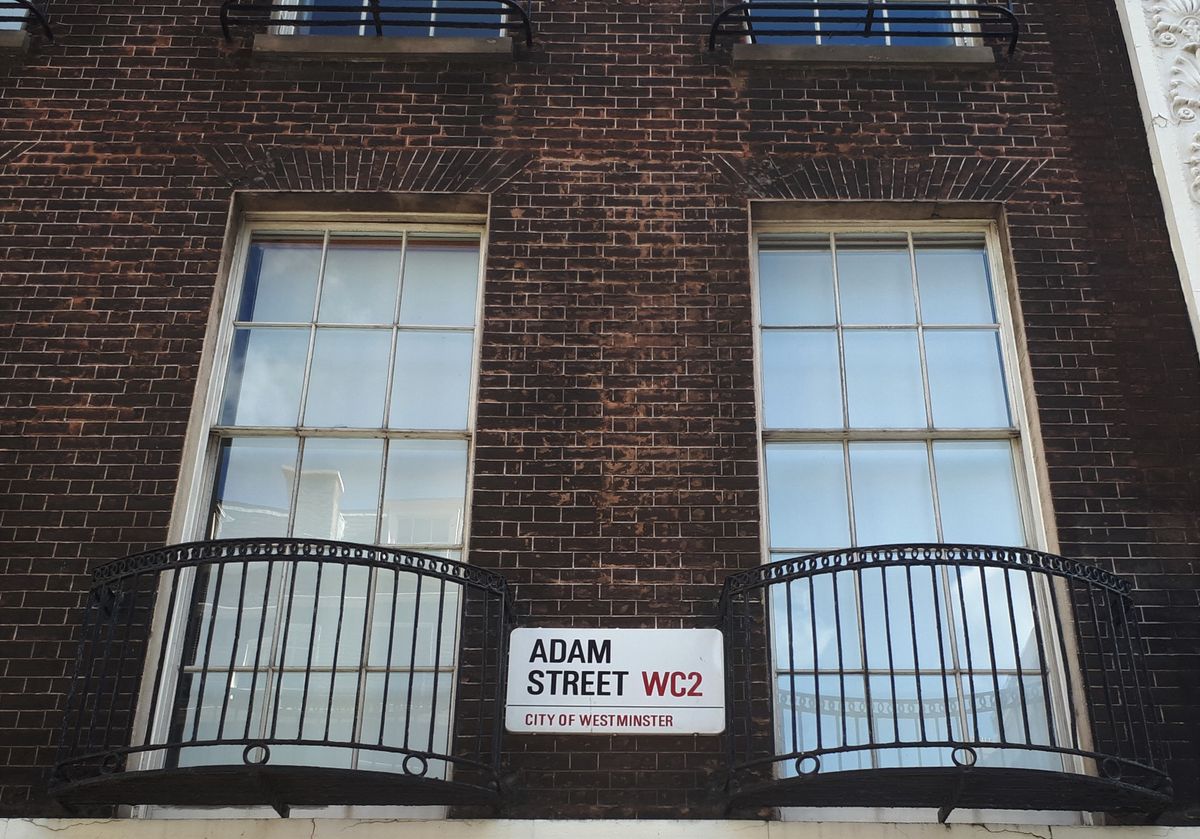 ADAM
STREET WC2
CITY OF WESTMINSTER